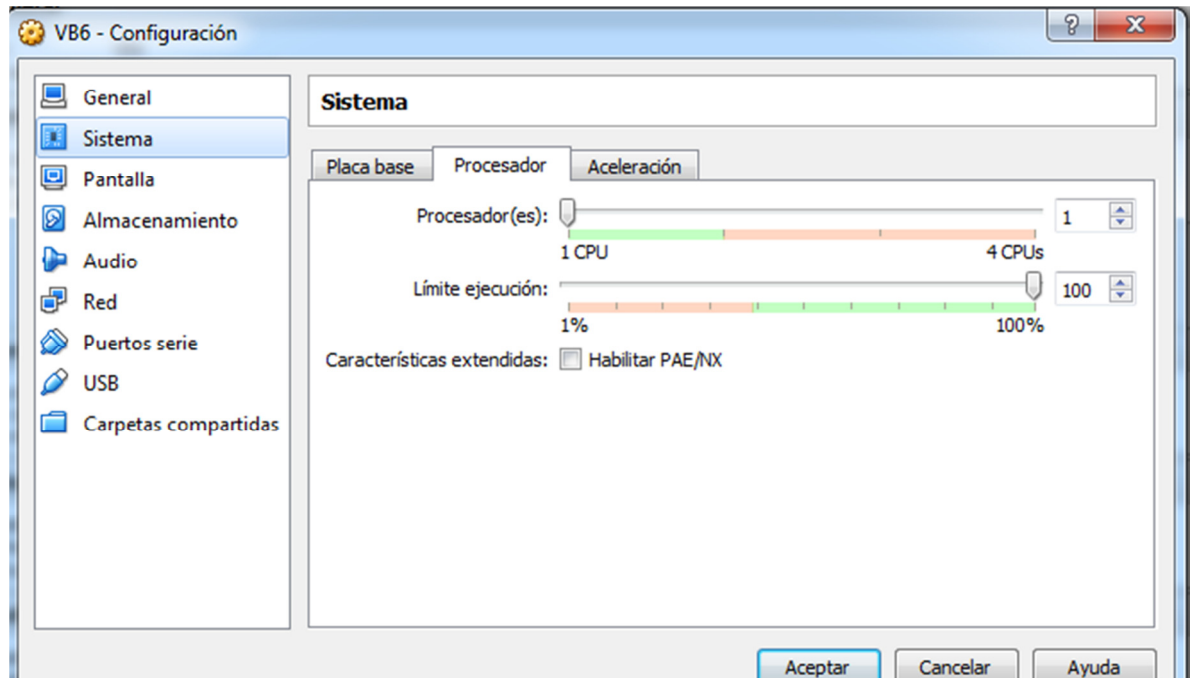 VB6 - Configuración
General
Sistema
Pantalla
Almacenamiento
Audio
Red
Puertos serie
USB
Carpetas compartidas
Sistema
Placa base Procesador Aceleración
Procesador(es): 1
1 CPU 4 CPUs
Límite ejecución: 100
1% 100%
Características extendidas: Habilitar PAE/NX
Aceptar Cancelar Ayuda